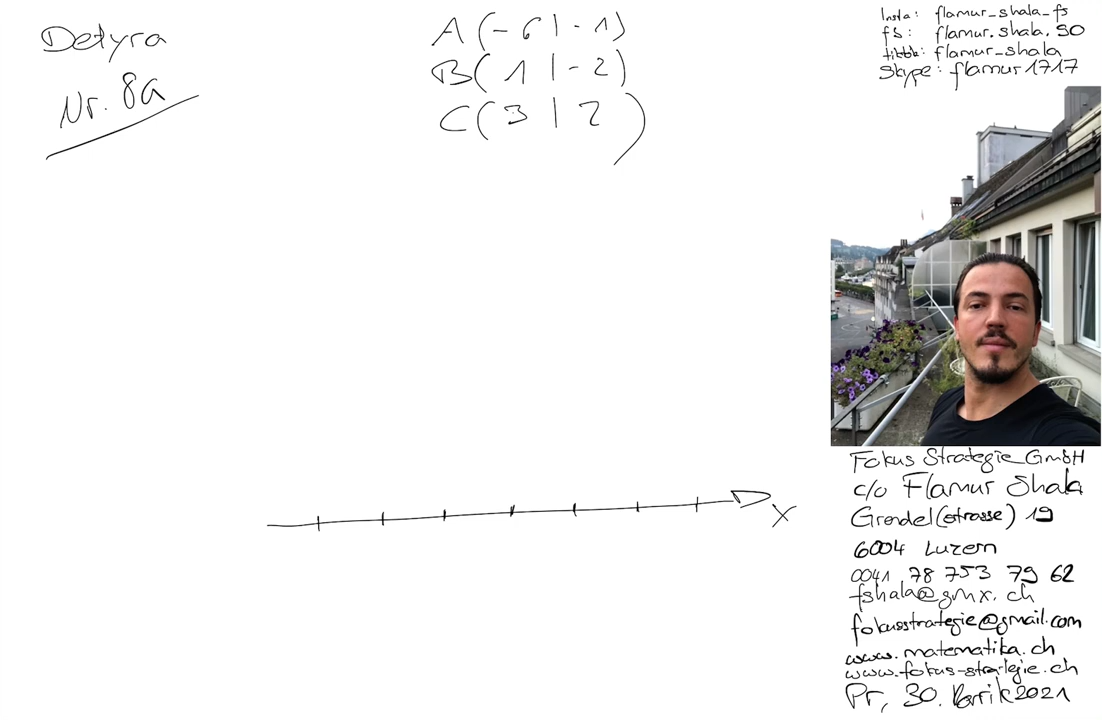 Detyra
Nr. 8a
A(-6|-1)
B(1|-2)
C(3|2)
x
Insta: flamur_shala_fs
fb: flamur.shala.90
tiktok: flamur_shala
Skype: flamur1717
Fokus Strategie GmbH
c/o Flamur Shala
Grendel(strasse) 19
6004 Luzern
0041 78 753 79 62
fshala@gmx.ch
fokusstrategie@gmail.com
www.matematika.ch
www.fokus-strategie.ch
Pr, 30. Korrik 2021